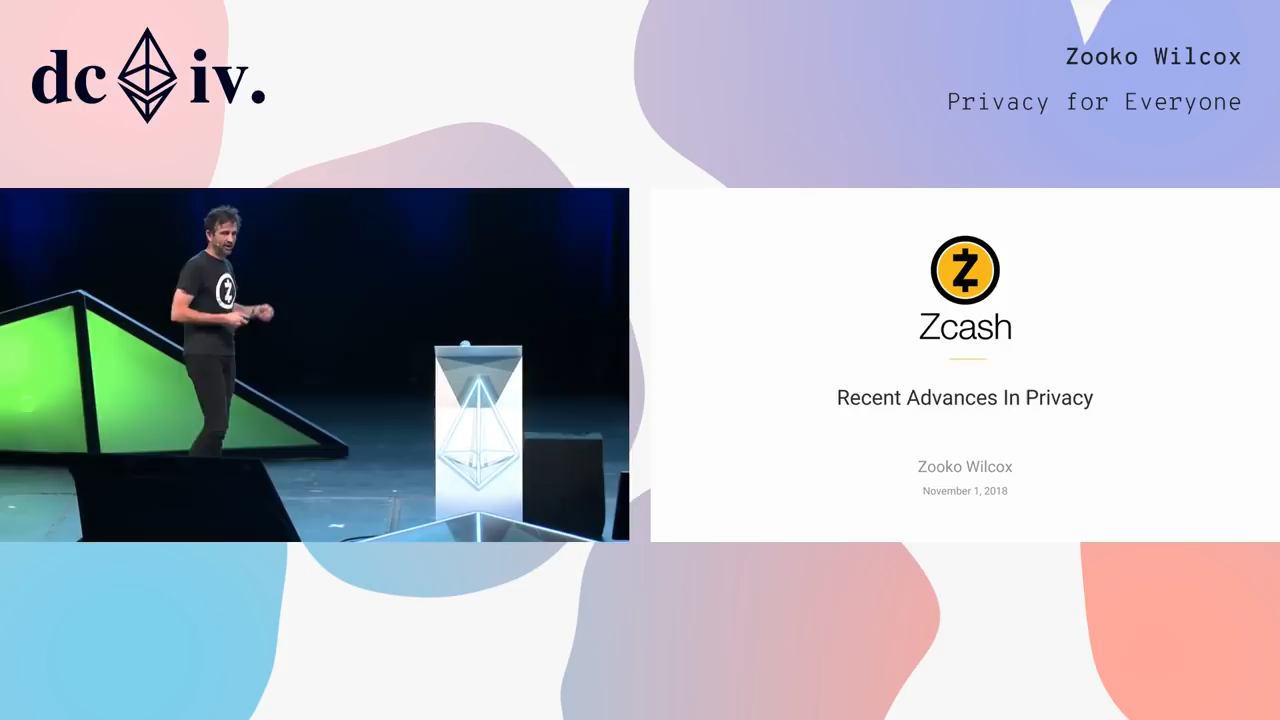 dc iv.
Zooko Wilcox
Privacy for Everyone
Zcash
Recent Advances In Privacy
Zooko Wilcox
November 1, 2018